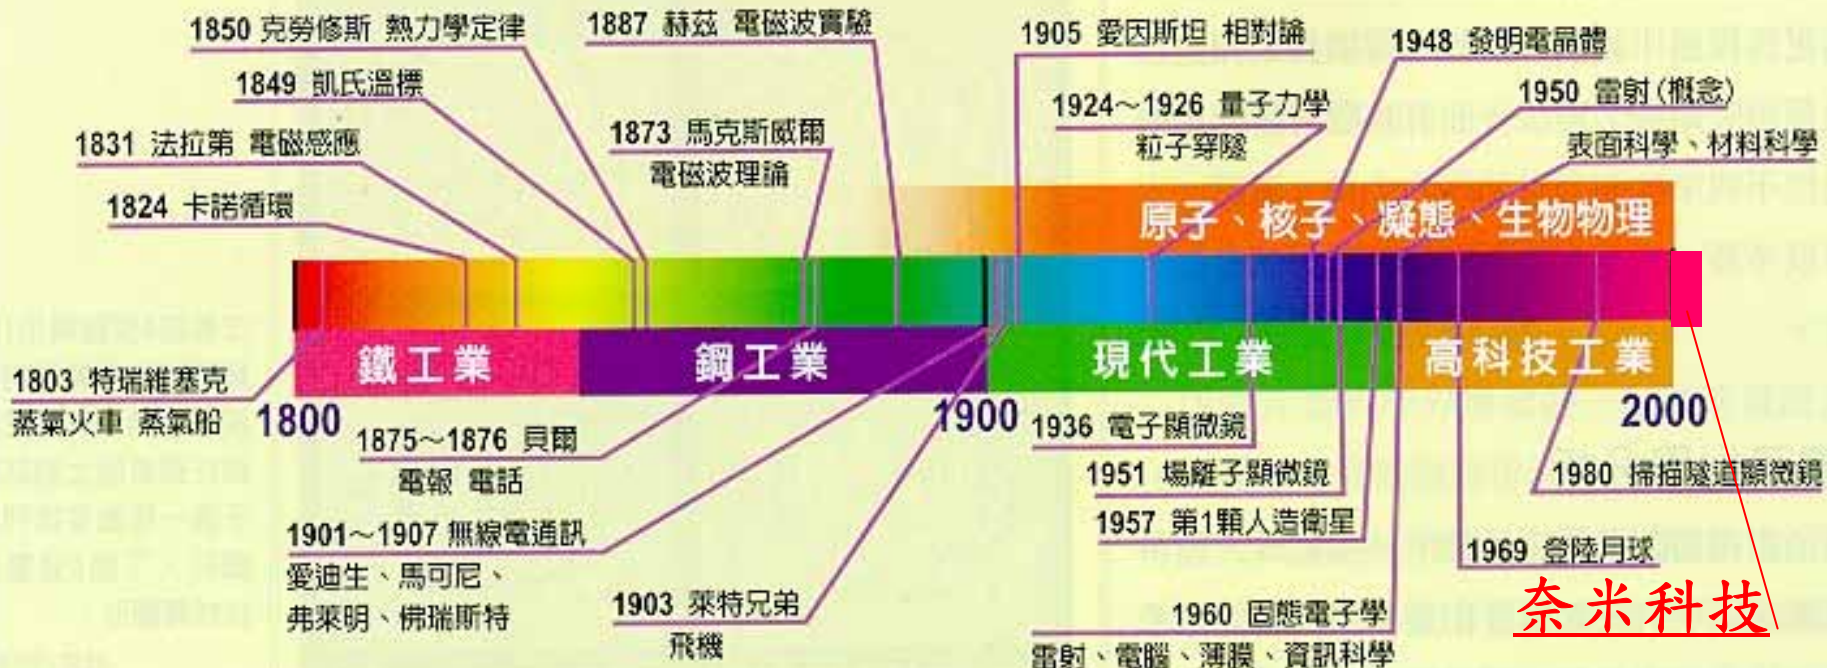 1850 克勞修斯 熱力學定律
1887 赫茲 電磁波實驗
1905 愛因斯坦 相對論
1948 發明電晶體
1849 凱氏溫標
1924～1926 量子力學
粒子穿隧
1950 雷射(概念)
1831 法拉第 電磁感應
1873 馬克斯威爾
電磁波理論
表面科學、材料科學
1824 卡諾循環
原子、核子、凝態、生物物理
鐵工業
鋼工業
現代工業
高科技工業
1803 特瑞維塞克
蒸氣火車 蒸氣船
1800
1900
2000
1875～1876 貝爾
電報 電話
1936 電子顯微鏡
1951 場離子顯微鏡
1980 掃描隧道顯微鏡
1901～1907 無線電通訊
愛迪生、馬可尼、
弗萊明、佛瑞斯特
1957 第1顆人造衛星
1969 登陸月球
1903 萊特兄弟
飛機
1960 固態電子學
雷射、電腦、薄膜、資訊科學
奈米科技